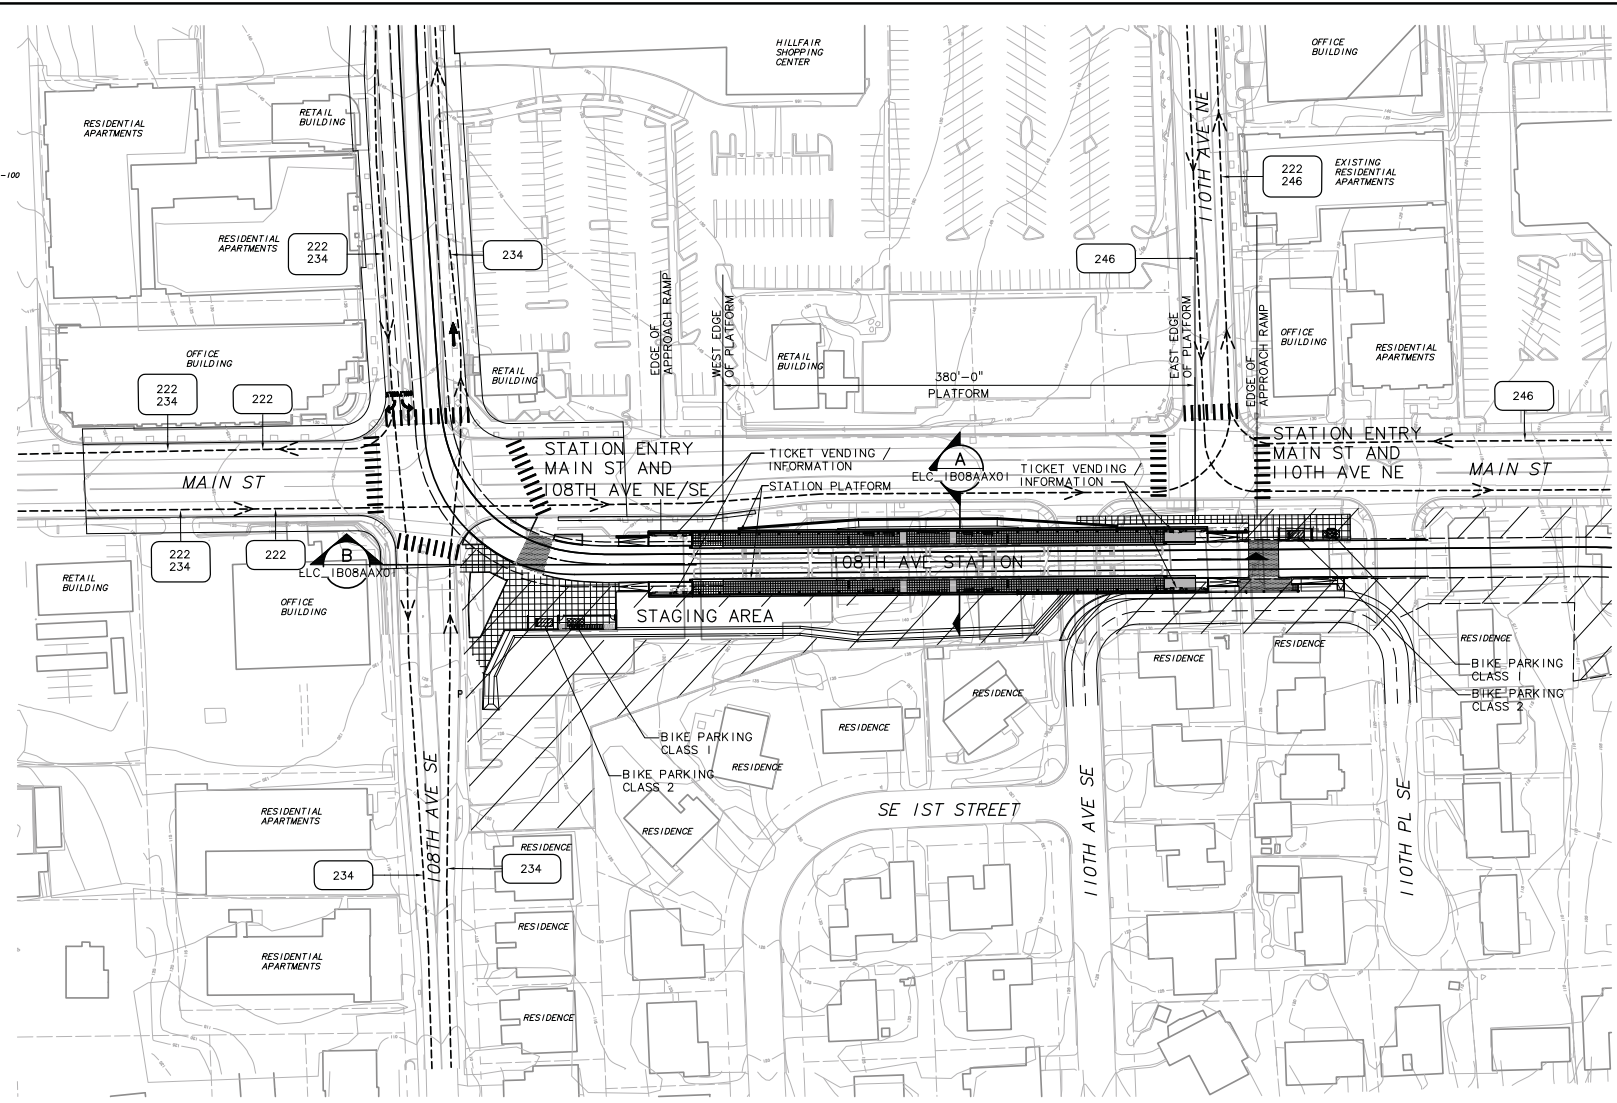 HILLFAIR
SHOPPING
CENTER
OFFICE
BUILDING
RESIDENTIAL
APARTMENTS
RETAIL
BUILDING
-100
110TH AVE NE
222
246
EXISTING
RESIDENTIAL
APARTMENTS
RESIDENTIAL
APARTMENTS
222
234
234
246
EDGE OF
APPROACH RAMP
WEST EDGE
OF PLATFORM
EAST EDGE
OF PLATFORM
EDGE OF
APPROACH RAMP
OFFICE
BUILDING
RETAIL
BUILDING
RETAIL
BUILDING
OFFICE
BUILDING
RESIDENTIAL
APARTMENTS
380'-0"
PLATFORM
222
234
222
246
STATION ENTRY
MAIN ST AND
108TH AVE NE/SE
TICKET VENDING /
INFORMATION
STATION PLATFORM
A
ELC_1B08AAX01
TICKET VENDING /
INFORMATION
STATION ENTRY
MAIN ST AND
110TH AVE NE
MAIN ST
MAIN ST
222
234
222
B
ELC_1B08AAX01
108TH AVE STATION
RETAIL
BUILDING
OFFICE
BUILDING
STAGING AREA
RESIDENCE
RESIDENCE
RESIDENCE
BIKE PARKING
CLASS 1
BIKE PARKING
CLASS 2
P
RESIDENCE
RESIDENCE
BIKE PARKING
CLASS 1
BIKE PARKING
CLASS 2
RESIDENCE
108TH AVE SE
SE 1ST STREET
110TH AVE SE
110TH PL SE
RESIDENTIAL
APARTMENTS
RESIDENCE
RESIDENCE
234
234
RESIDENCE
RESIDENTIAL
APARTMENTS
RESIDENCE